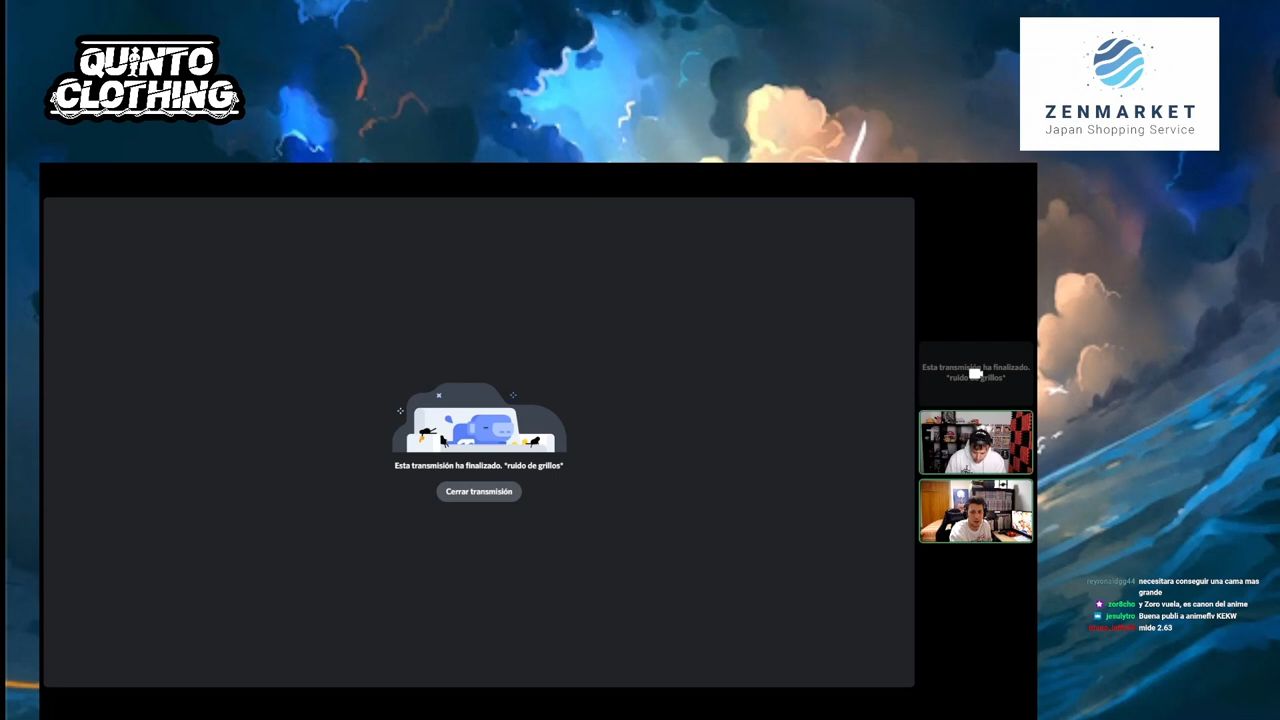 QUINTO
CLOTHING
ZENMARKET
Japan Shopping Service
Esta transmisión ha finalizado. *ruido de grillos*
Cerrar transmisión
Esta transmisión ha finalizado.
*ruido de grillos*
reyronaldgg44 necesitara conseguir una cama mas
grande
zor8cho y Zoro vuela, es canon del anime
jesulytro Buena publi a animeflv KEKW
mide 2.63